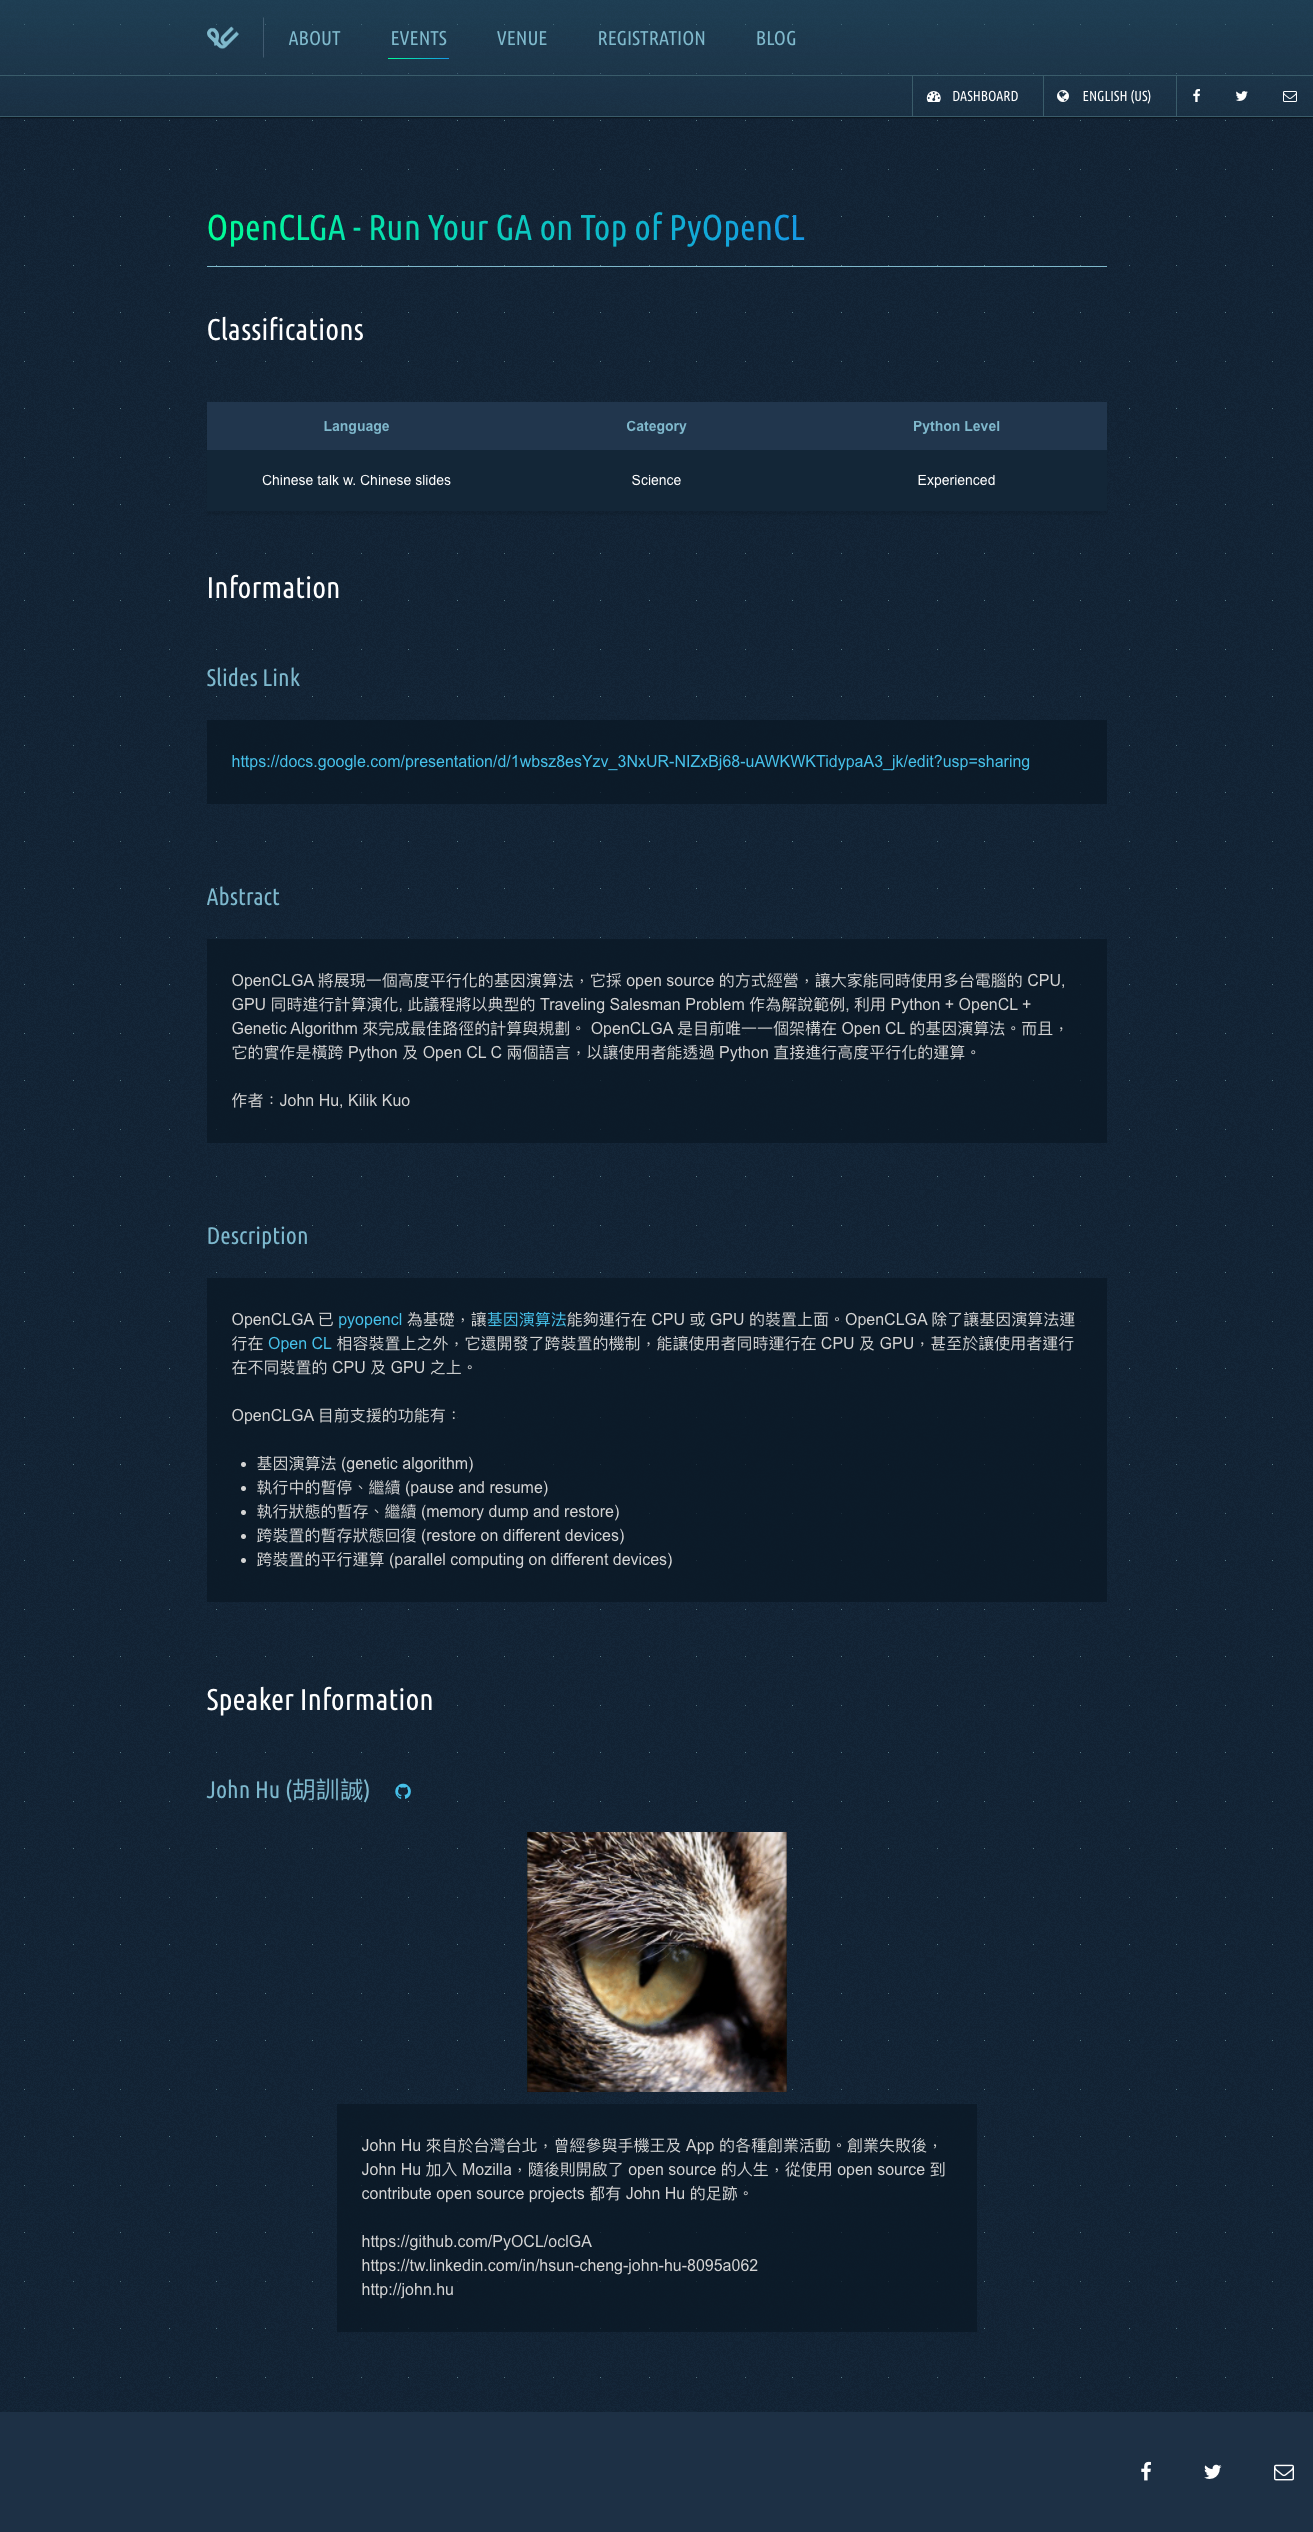 ABOUT EVENTS VENUE REGISTRATION BLOG
DASHBOARD ENGLISH (US)
OpenCLGA - Run Your GA on Top of PyOpenCL
Classifications
Language Category Python Level
Chinese talk w. Chinese slides Science Experienced
Information
Slides Link
https://docs.google.com/presentation/d/1wbsz8esYzv_3NxUR-NIZxBj68-uAWKWKTidypaA3_jk/edit?usp=sharing
Abstract
OpenCLGA 將展現一個高度平行化的基因演算法，它採 open source 的方式經營，讓大家能同時使用多台電腦的 CPU,
GPU 同時進行計算演化, 此議程將以典型的 Traveling Salesman Problem 作為解說範例, 利用 Python + OpenCL +
Genetic Algorithm 來完成最佳路徑的計算與規劃。 OpenCLGA 是目前唯一一個架構在 Open CL 的基因演算法。而且，
它的實作是橫跨 Python 及 Open CL C 兩個語言，以讓使用者能透過 Python 直接進行高度平行化的運算。
作者：John Hu, Kilik Kuo
Description
OpenCLGA 已 pyopencl 為基礎，讓基因演算法能夠運行在 CPU 或 GPU 的裝置上面。OpenCLGA 除了讓基因演算法運
行在 Open CL 相容裝置上之外，它還開發了跨裝置的機制，能讓使用者同時運行在 CPU 及 GPU，甚至於讓使用者運行
在不同裝置的 CPU 及 GPU 之上。
OpenCLGA 目前支援的功能有：
• 基因演算法 (genetic algorithm)
• 執行中的暫停、繼續 (pause and resume)
• 執行狀態的暫存、繼續 (memory dump and restore)
• 跨裝置的暫存狀態回復 (restore on different devices)
• 跨裝置的平行運算 (parallel computing on different devices)
Speaker Information
John Hu (胡訓誠)
John Hu 來自於台灣台北，曾經參與手機王及 App 的各種創業活動。創業失敗後，
John Hu 加入 Mozilla，隨後則開啟了 open source 的人生，從使用 open source 到
contribute open source projects 都有 John Hu 的足跡。
https://github.com/PyOCL/oclGA
https://tw.linkedin.com/in/hsun-cheng-john-hu-8095a062
http://john.hu